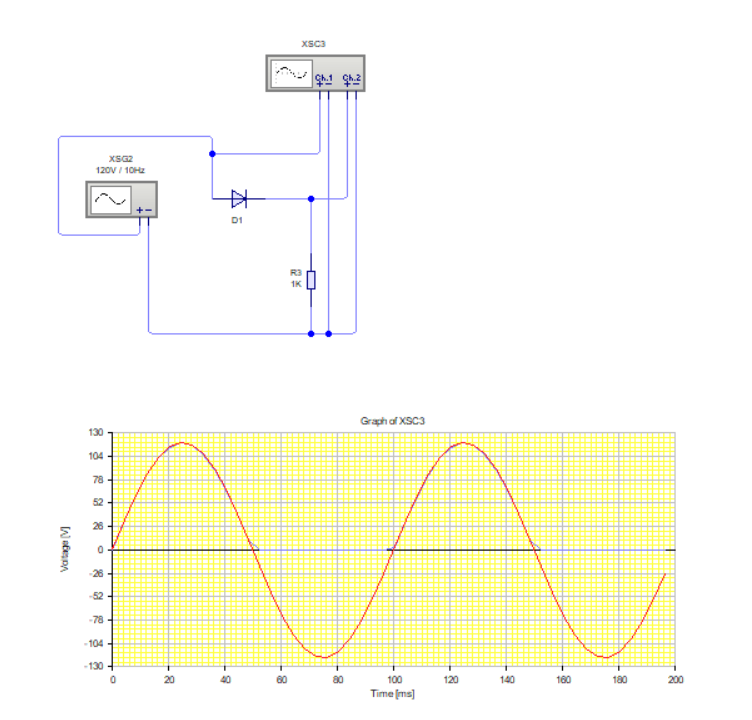 XSC3
Ch.1 Ch.2
+ − + −
XSG2
120V / 10Hz
+ −
D1
R3
1K
Graph of XSC3
130
104
78
52
26
0
-26
-52
-78
-104
-130
Voltage [V]
0 20 40 60 80 100 120 140 160 180 200
Time [ms]